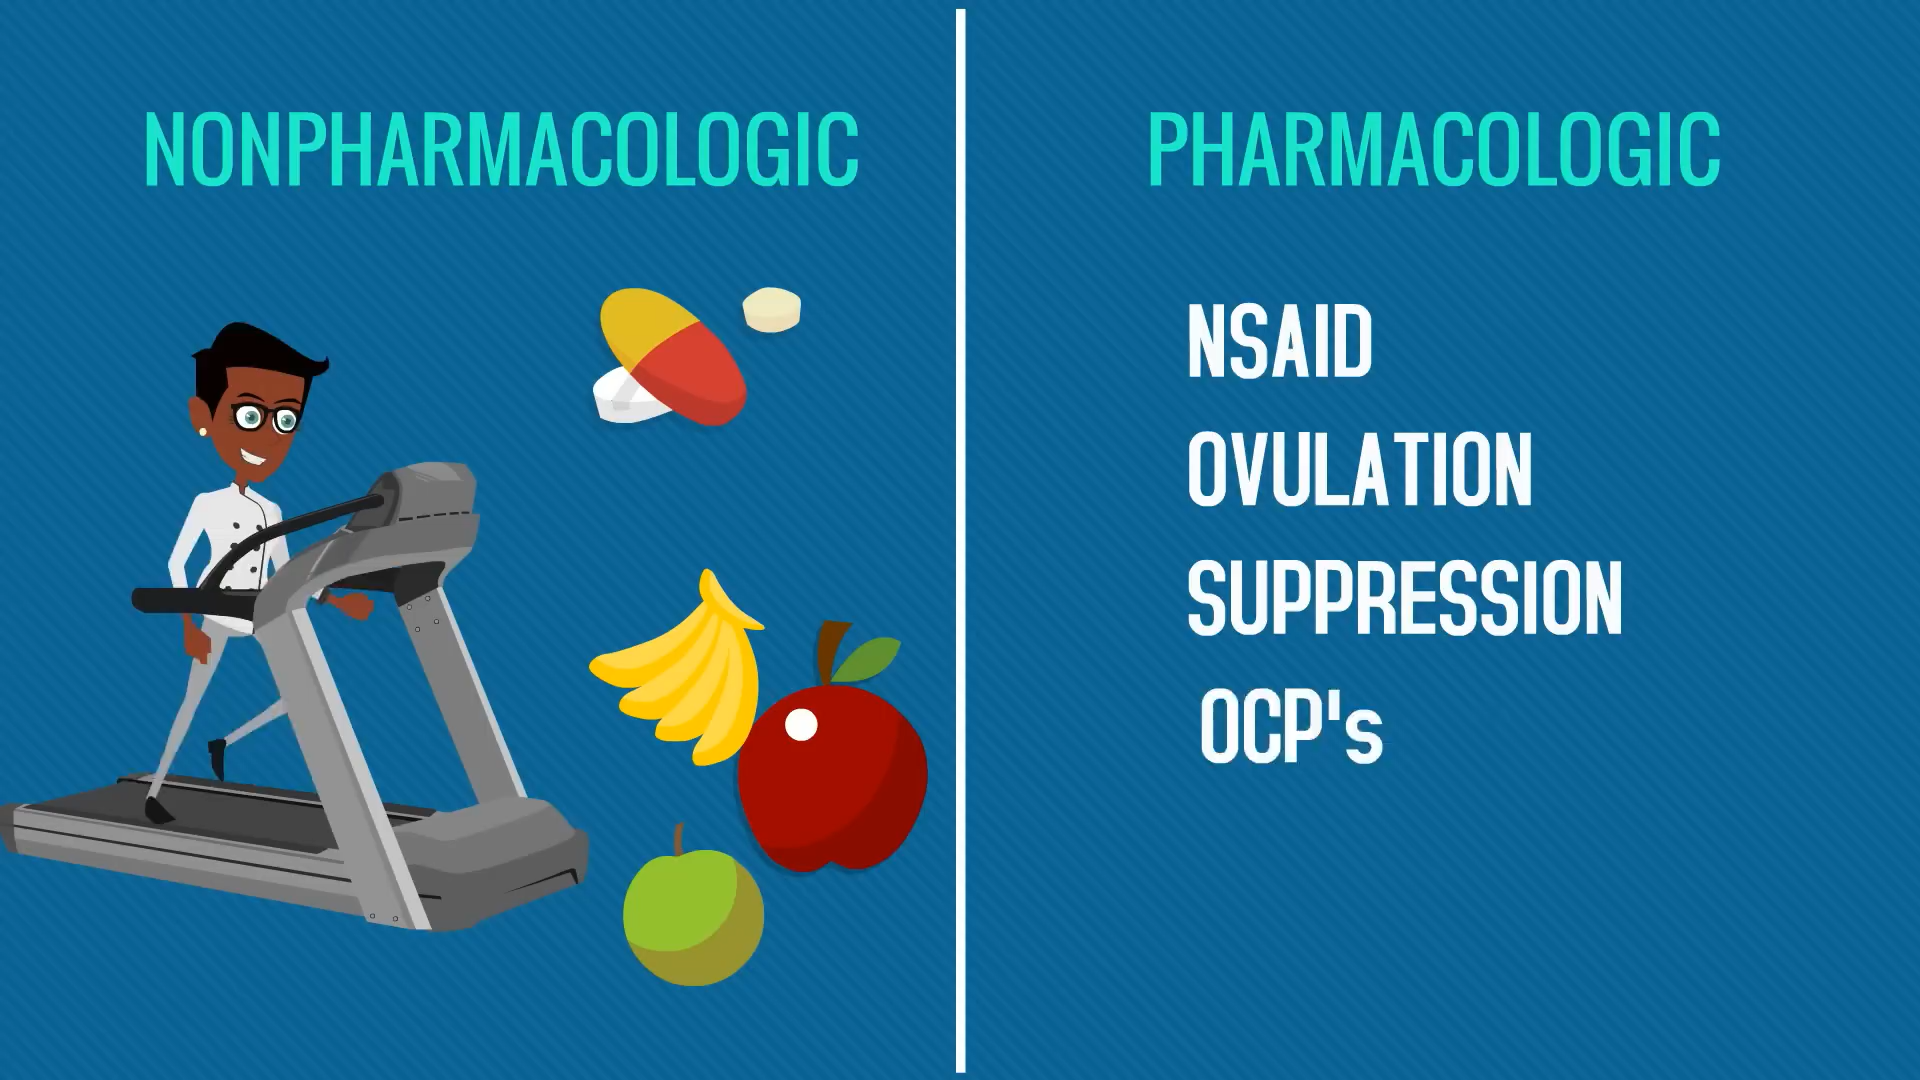 NONPHARMACOLOGIC
PHARMACOLOGIC
NSAID
OVULATION
SUPPRESSION
OCP's